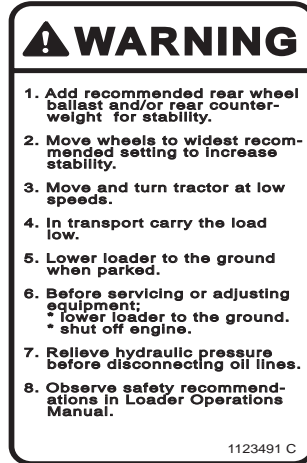 WARNING
1. Add recommended rear wheel
ballast and/or rear counter-
weight for stability.
2. Move wheels to widest recom-
mended setting to increase
stability.
3. Move and turn tractor at low
speeds.
4. In transport carry the load
low.
5. Lower loader to the ground
when parked.
6. Before servicing or adjusting
equipment;
* lower loader to the ground.
* shut off engine.
7. Relieve hydraulic pressure
before disconnecting oil lines.
8. Observe safety recommend-
ations in Loader Operations
Manual.
1123491 C